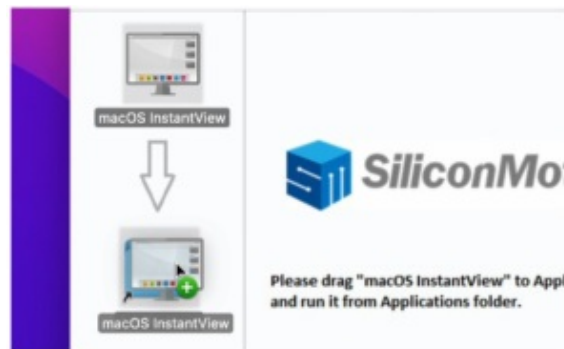 macOS InstantView
SiliconMot
macOS InstantView
Please drag "macOS InstantView" to Appl
and run it from Applications folder.